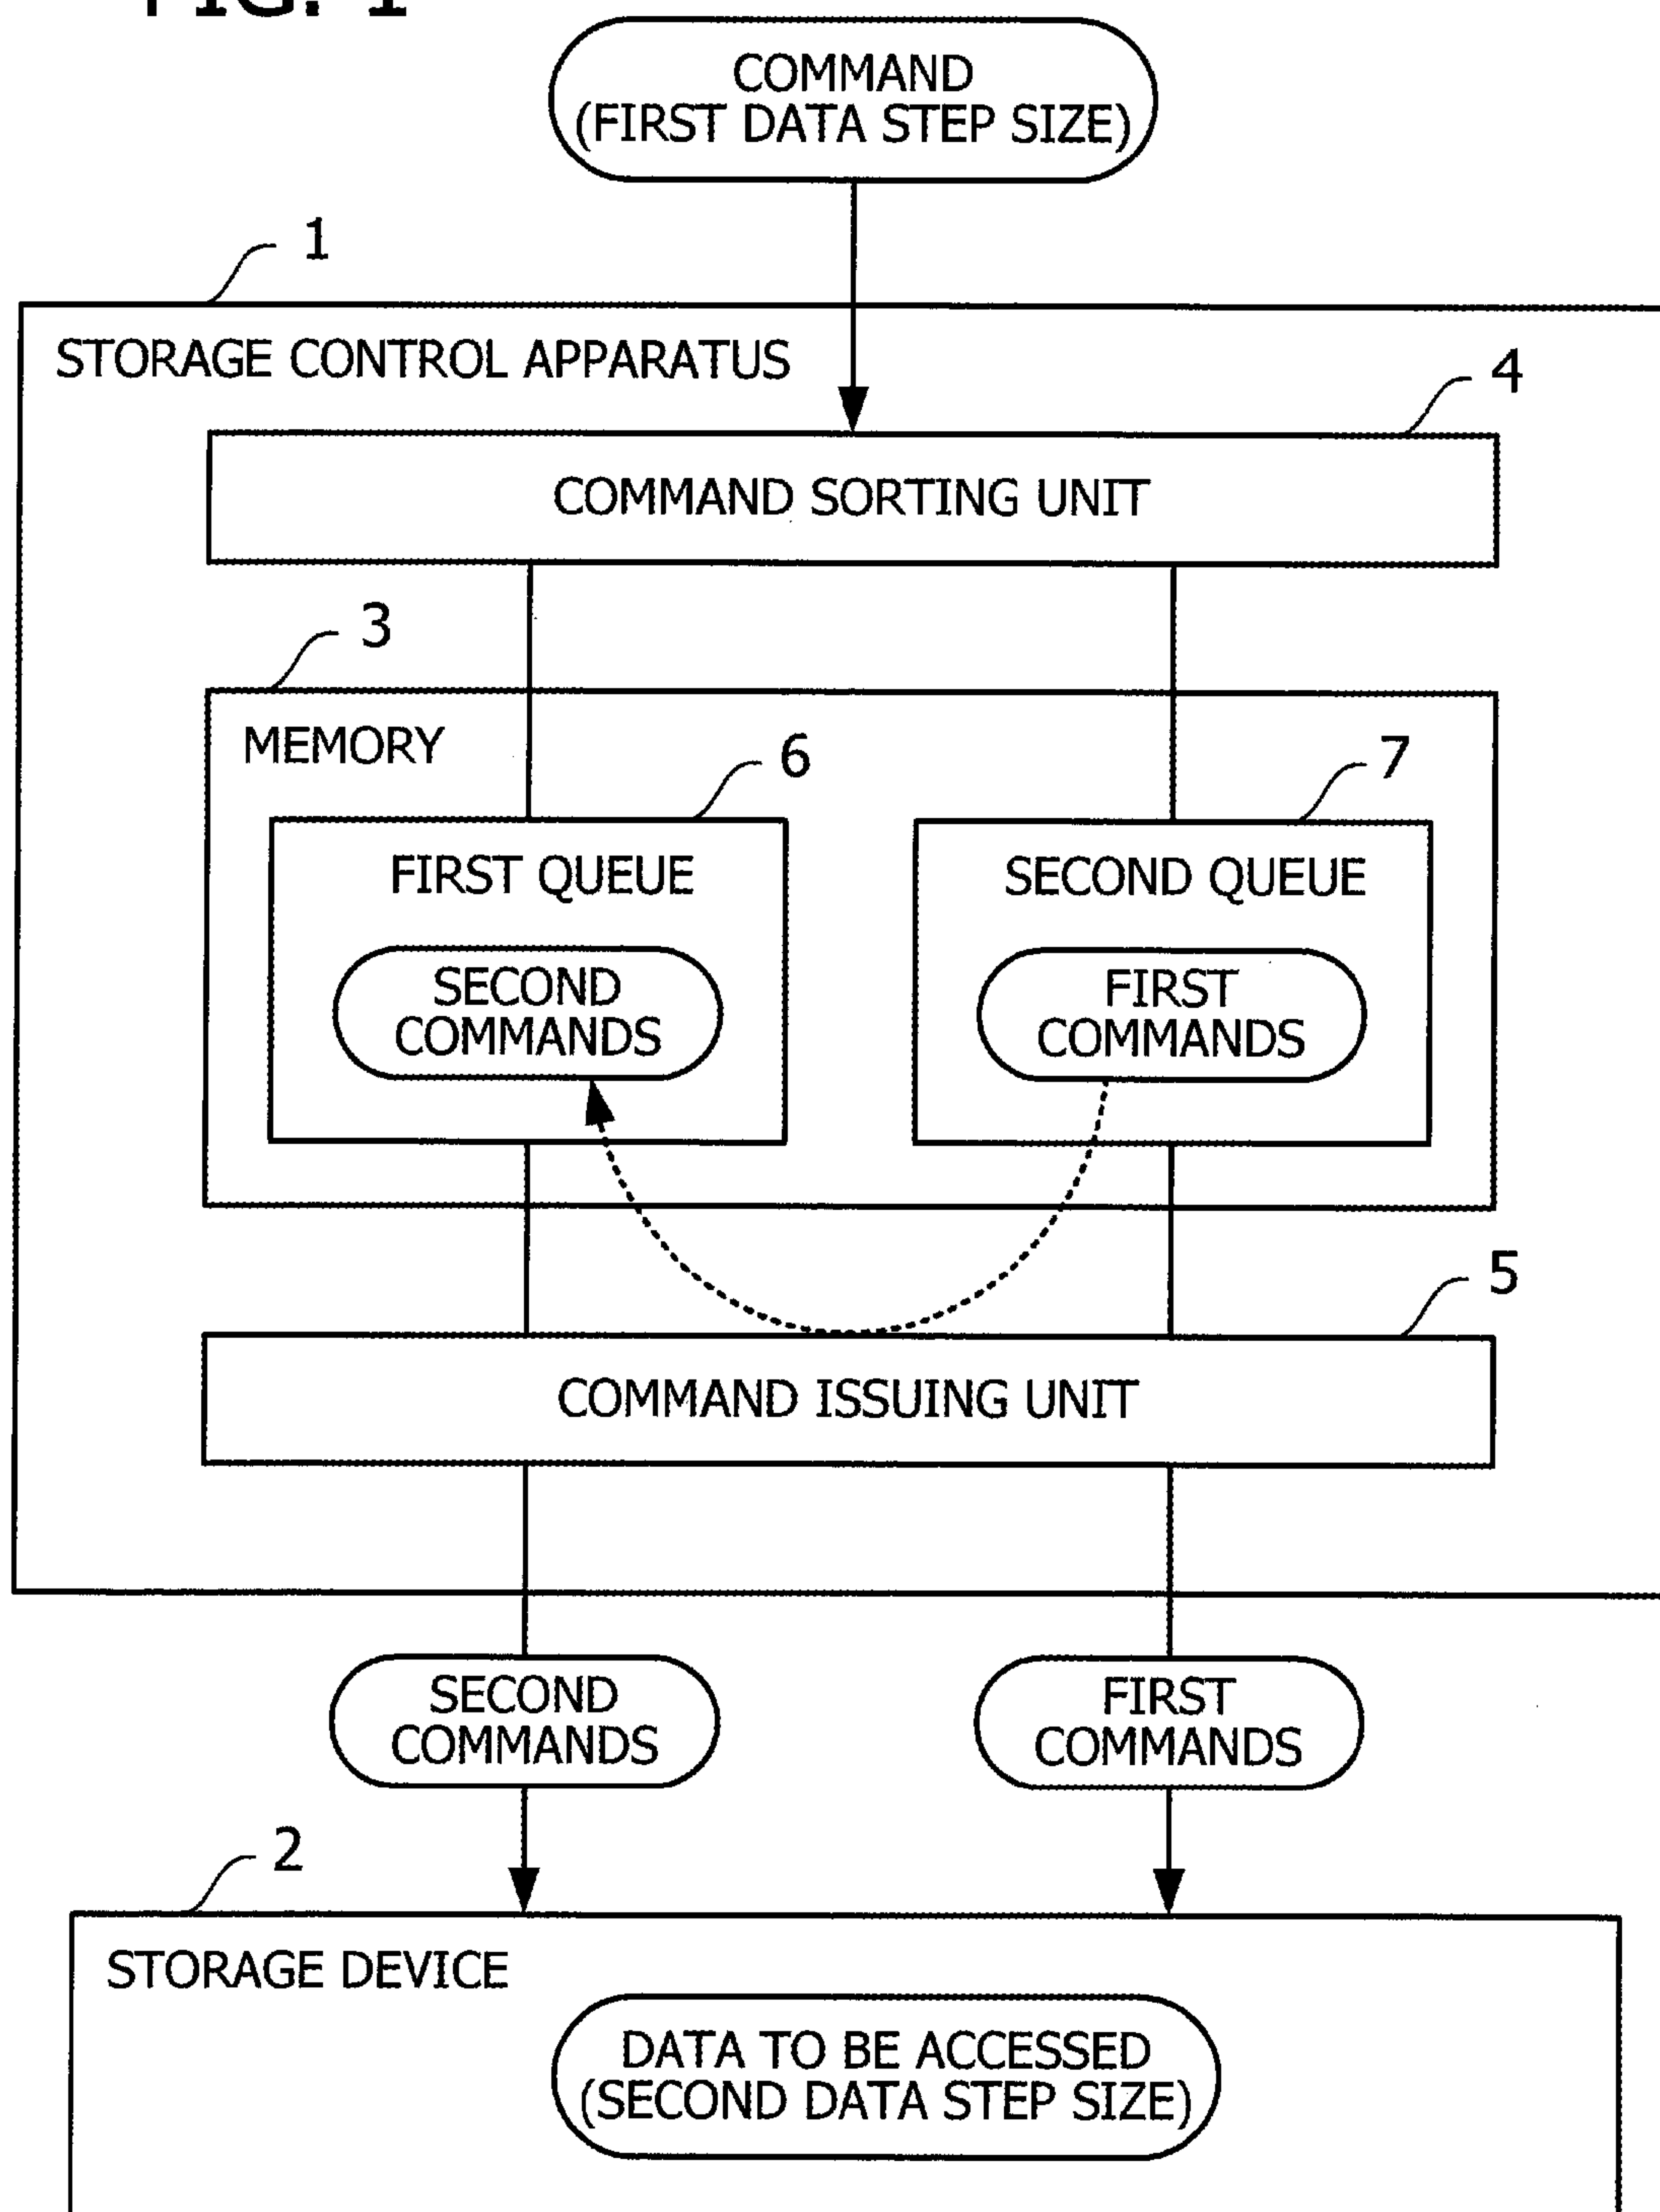 FIG. 1
COMMAND
(FIRST DATA STEP SIZE)
1
STORAGE CONTROL APPARATUS
4
COMMAND SORTING UNIT
3
MEMORY
6
7
FIRST QUEUE
SECOND QUEUE
SECOND
COMMANDS
FIRST
COMMANDS
5
COMMAND ISSUING UNIT
SECOND
COMMANDS
FIRST
COMMANDS
2
STORAGE DEVICE
DATA TO BE ACCESSED
(SECOND DATA STEP SIZE)